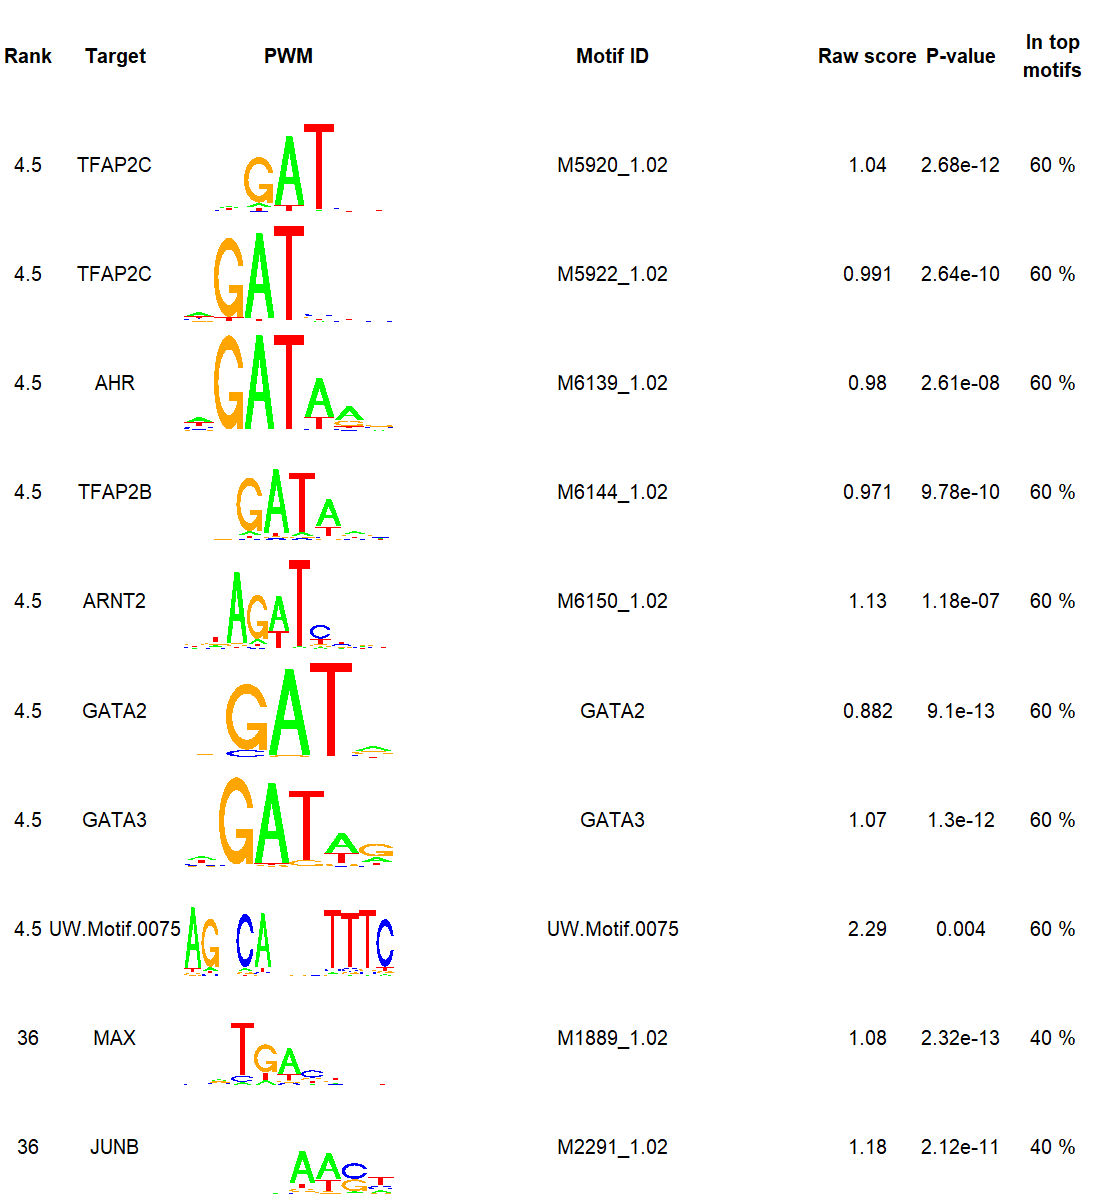 Rank Target PWM Motif ID Raw score P-value In top motifs
4.5 TFAP2C GAT M5920_1.02 1.04 2.68e-12 60 %
4.5 TFAP2C GAT M5922_1.02 0.991 2.64e-10 60 %
4.5 AHR GATAA M6139_1.02 0.98 2.61e-08 60 %
4.5 TFAP2B GATA M6144_1.02 0.971 9.78e-10 60 %
4.5 ARNT2 AGATC M6150_1.02 1.13 1.18e-07 60 %
4.5 GATA2 GATA GATA2 0.882 9.1e-13 60 %
4.5 GATA3 GATAG GATA3 1.07 1.3e-12 60 %
4.5 UW.Motif.0075 AG CA TTTC UW.Motif.0075 2.29 0.004 60 %
36 MAX TGAC M1889_1.02 1.08 2.32e-13 40 %
36 JUNB AACT M2291_1.02 1.18 2.12e-11 40 %